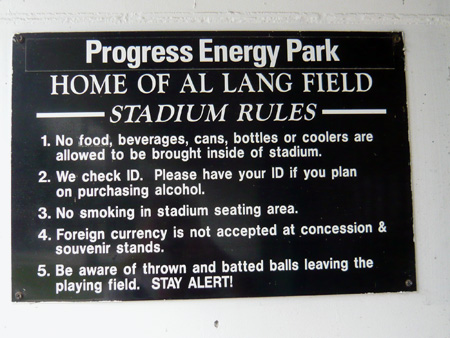 Progress Energy Park
HOME OF AL LANG FIELD
STADIUM RULES
1. No food, beverages, cans, bottles or coolers are
allowed to be brought inside of stadium.
2. We check ID. Please have your ID if you plan
on purchasing alcohol.
3. No smoking in stadium seating area.
4. Foreign currency is not accepted at concession &
souvenir stands.
5. Be aware of thrown and batted balls leaving the
playing field. STAY ALERT!